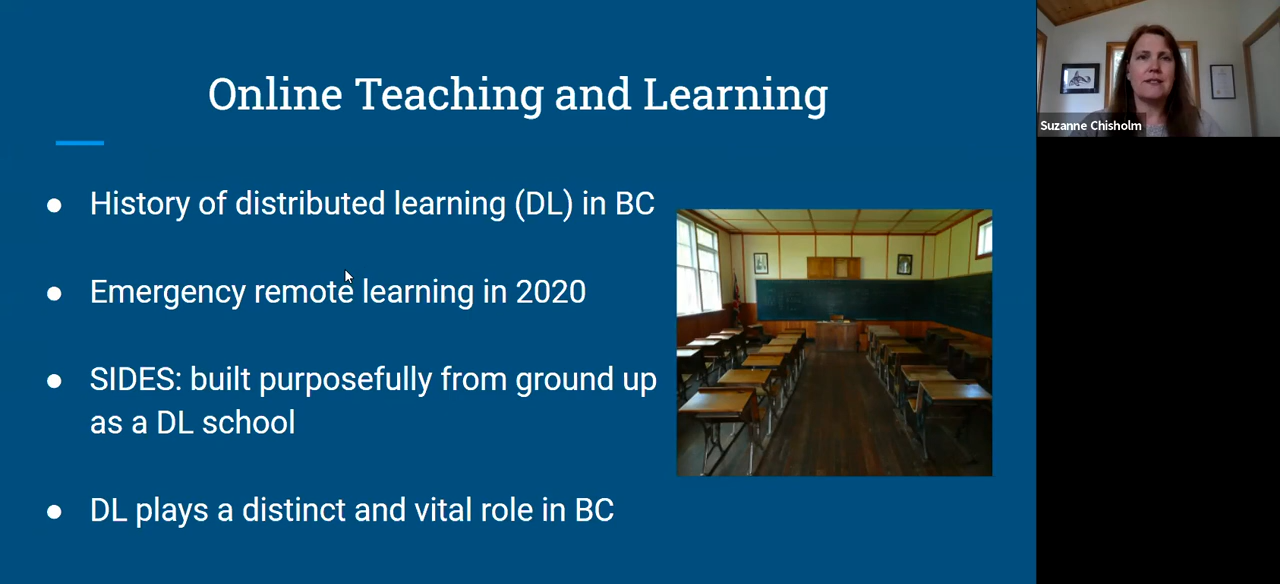 Online Teaching and Learning
● History of distributed learning (DL) in BC
● Emergency remote learning in 2020
● SIDES: built purposefully from ground up
as a DL school
● DL plays a distinct and vital role in BC
Suzanne Chisholm